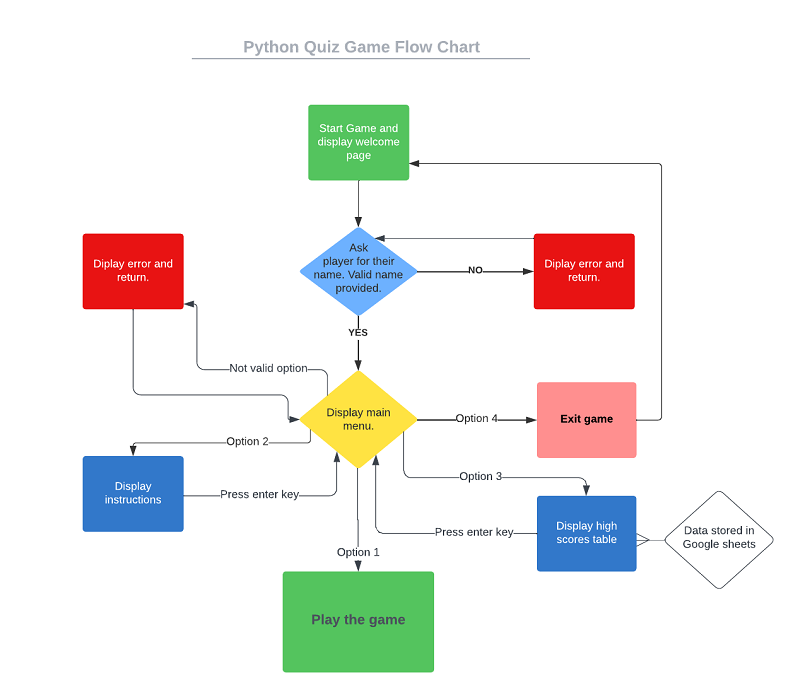 Python Quiz Game Flow Chart
Start Game and
display welcome
page
Ask
player for their
name. Valid name
provided.
NO
Diplay error and
return.
Diplay error and
return.
YES
Not valid option
Display main
menu.
Option 4
Exit game
Option 2
Display
instructions
Press enter key
Option 3
Press enter key
Display high
scores table
Data stored in
Google sheets
Option 1
Play the game